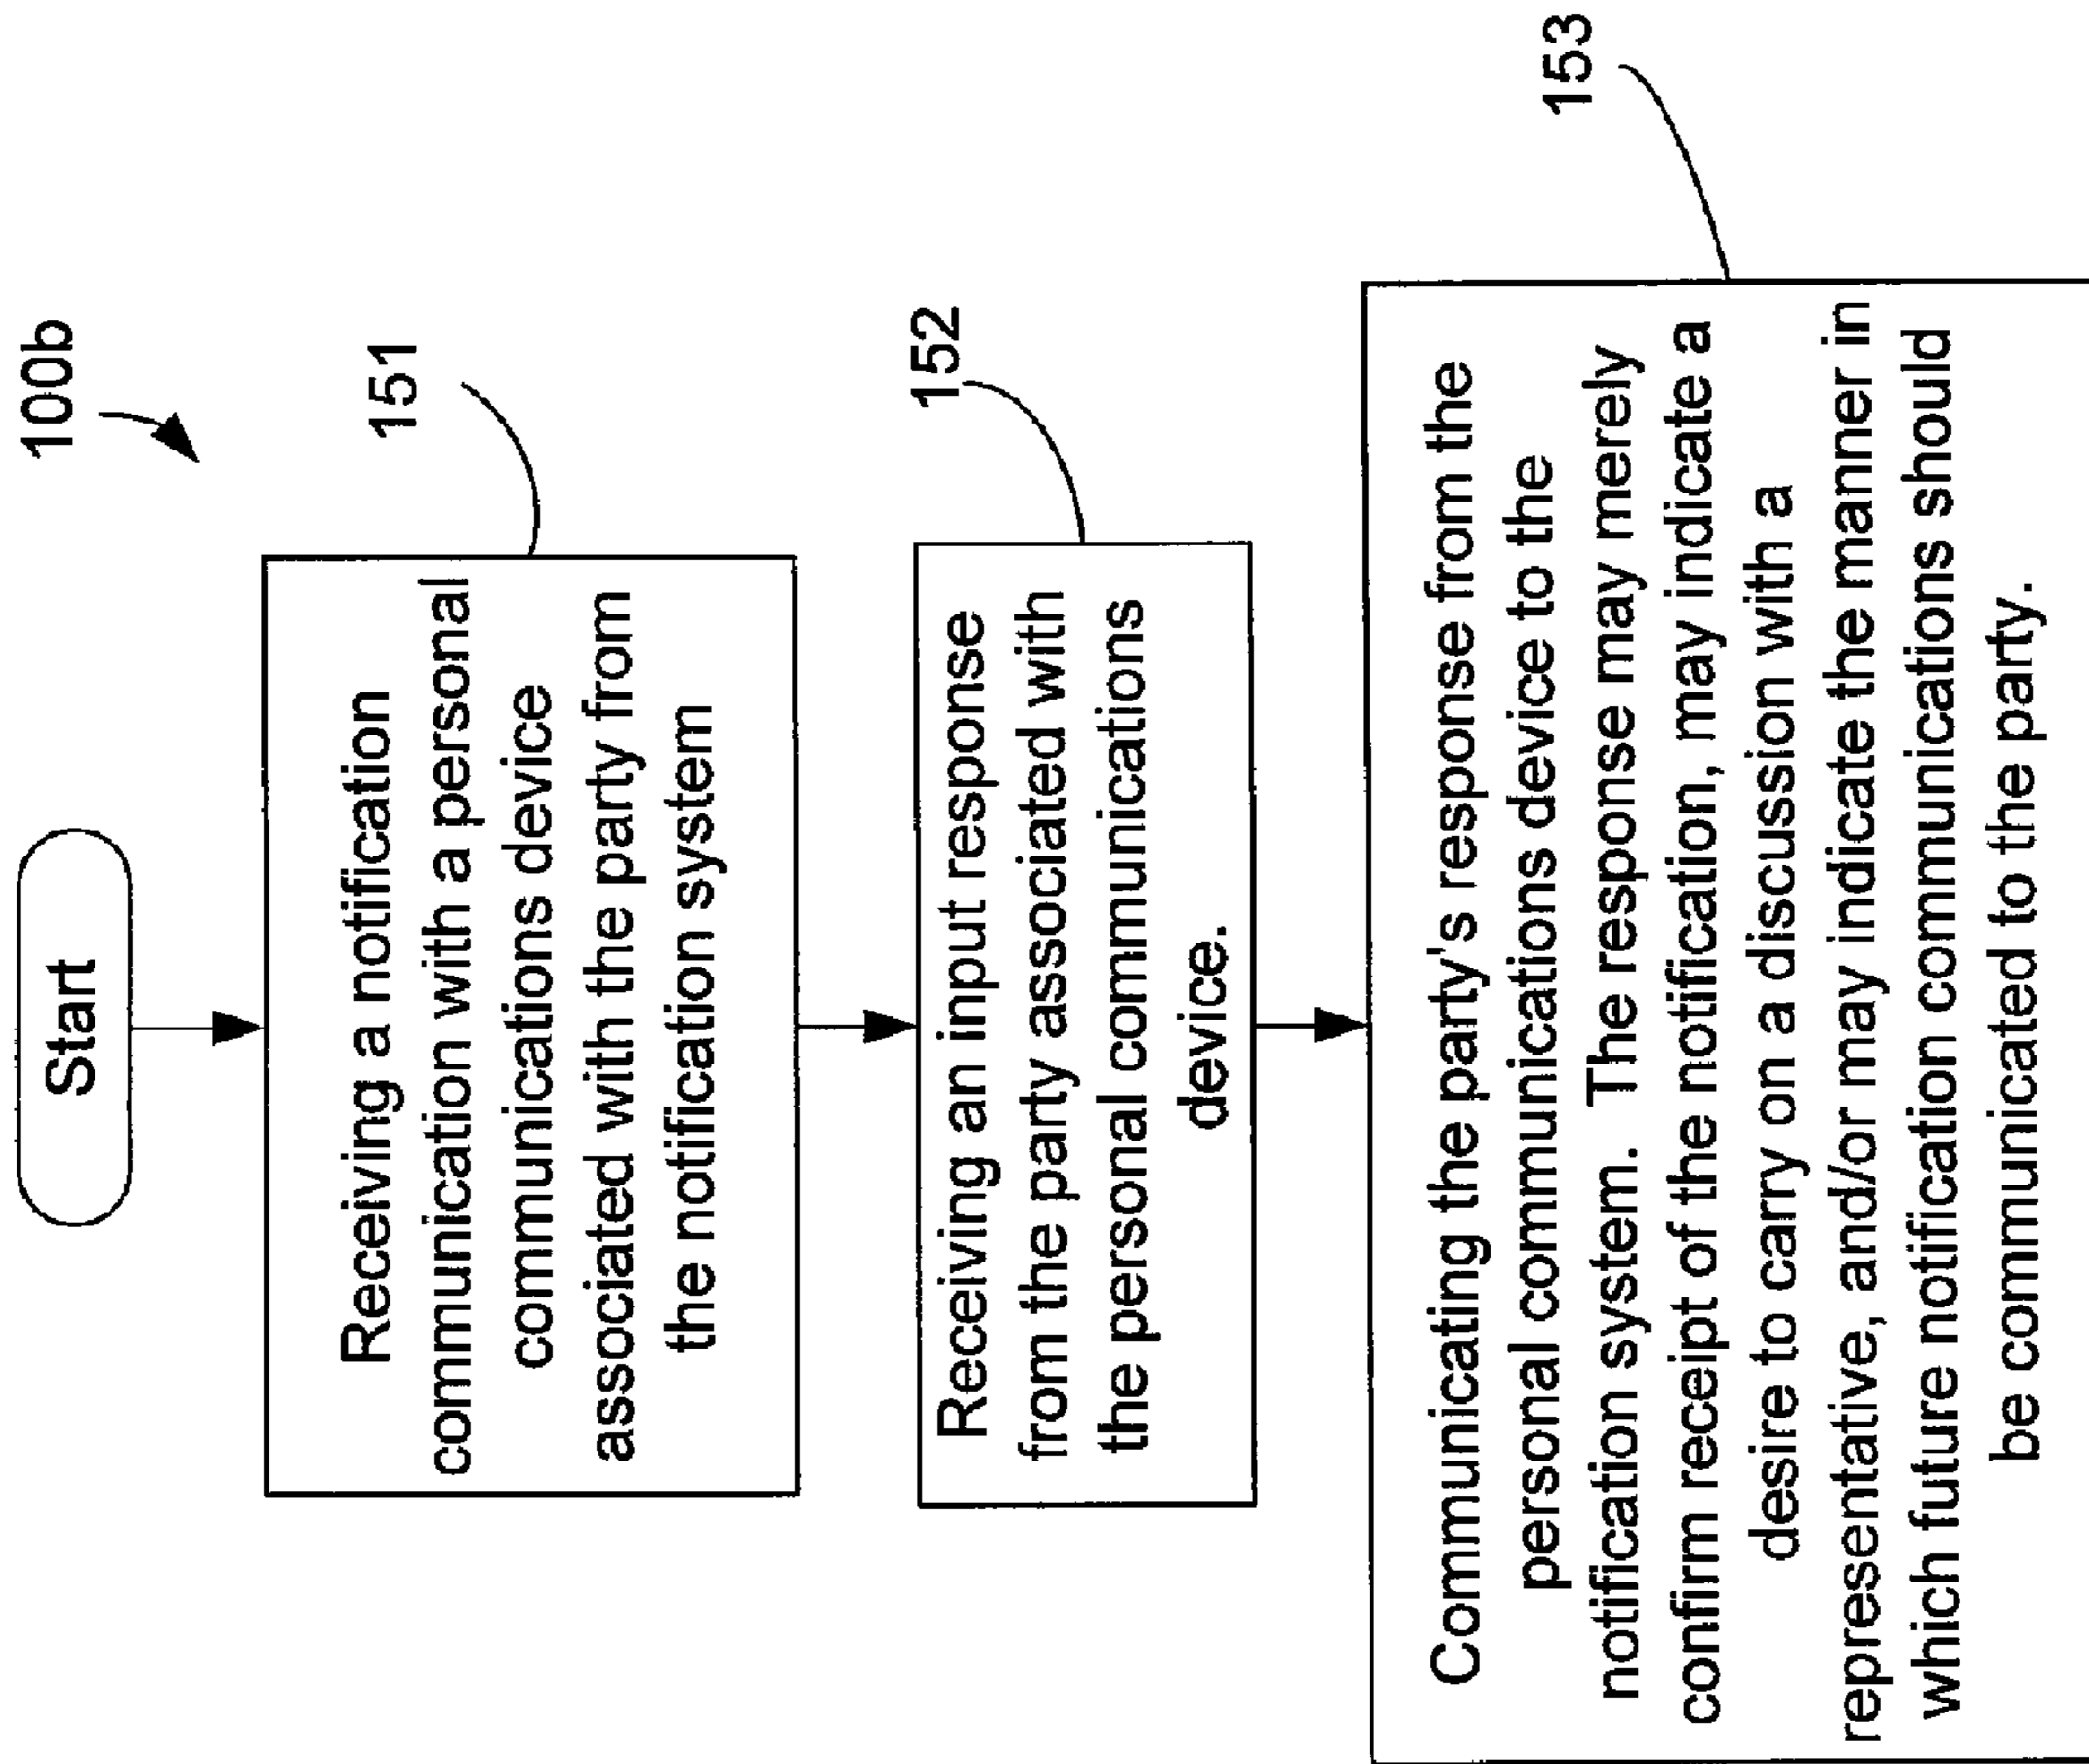 100b
Start
151
Receiving a notification
communication with a personal
communications device
associated with the party from
the notification system
152
Receiving an input response
from the party associated with
the personal communications
device.
153
Communicating the party's response from the
personal communications device to the
notification system.  The response may merely
confirm receipt of the notification, may indicate a
desire to carry on a discussion with a
representative, and/or may indicate the manner in
which future notification communications should
be communicated to the party.